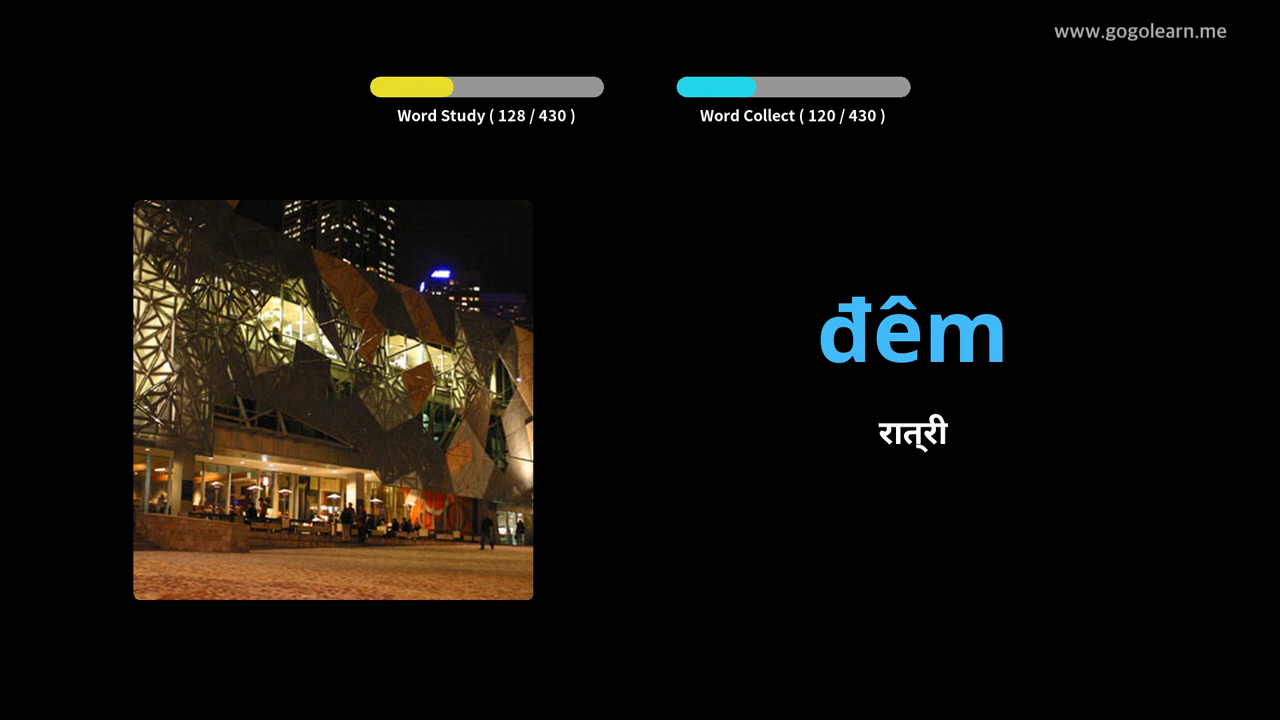 www.gogolearn.me
Word Study ( 128 / 430 )
Word Collect ( 120 / 430 )
đêm
रात्री